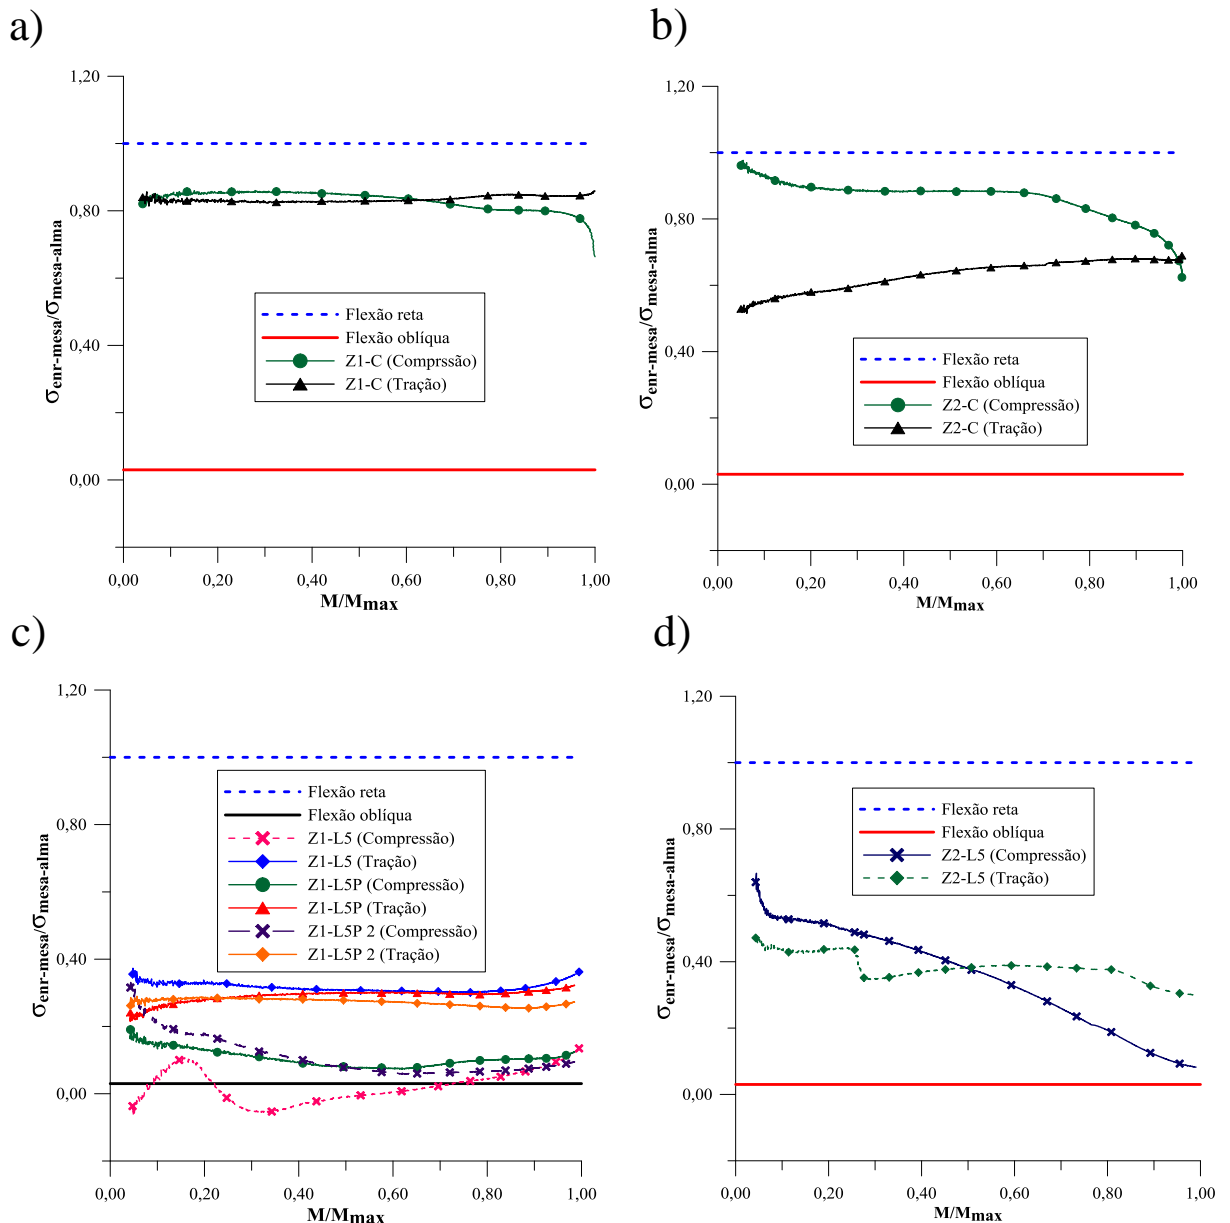 a)
1,20
0,80
0,40
0,00
σenr-mesa/σmesa-alma
Flexão reta
Flexão oblíqua
Z1-C (Comprssão)
Z1-C (Tração)
0,00 0,20 0,40 0,60 0,80 1,00
M/Mmax
b)
1,20
0,80
0,40
0,00
σenr-mesa/σmesa-alma
Flexão reta
Flexão oblíqua
Z2-C (Compressão)
Z2-C (Tração)
0,00 0,20 0,40 0,60 0,80 1,00
M/Mmax
c)
1,20
0,80
0,40
0,00
σenr-mesa/σmesa-alma
Flexão reta
Flexão oblíqua
Z1-L5 (Compressão)
Z1-L5 (Tração)
Z1-L5P (Compressão)
Z1-L5P (Tração)
Z1-L5P 2 (Compressão)
Z1-L5P 2 (Tração)
0,00 0,20 0,40 0,60 0,80 1,00
M/Mmax
d)
1,20
0,80
0,40
0,00
σenr-mesa/σmesa-alma
Flexão reta
Flexão oblíqua
Z2-L5 (Compressão)
Z2-L5 (Tração)
0,00 0,20 0,40 0,60 0,80 1,00
M/Mmax